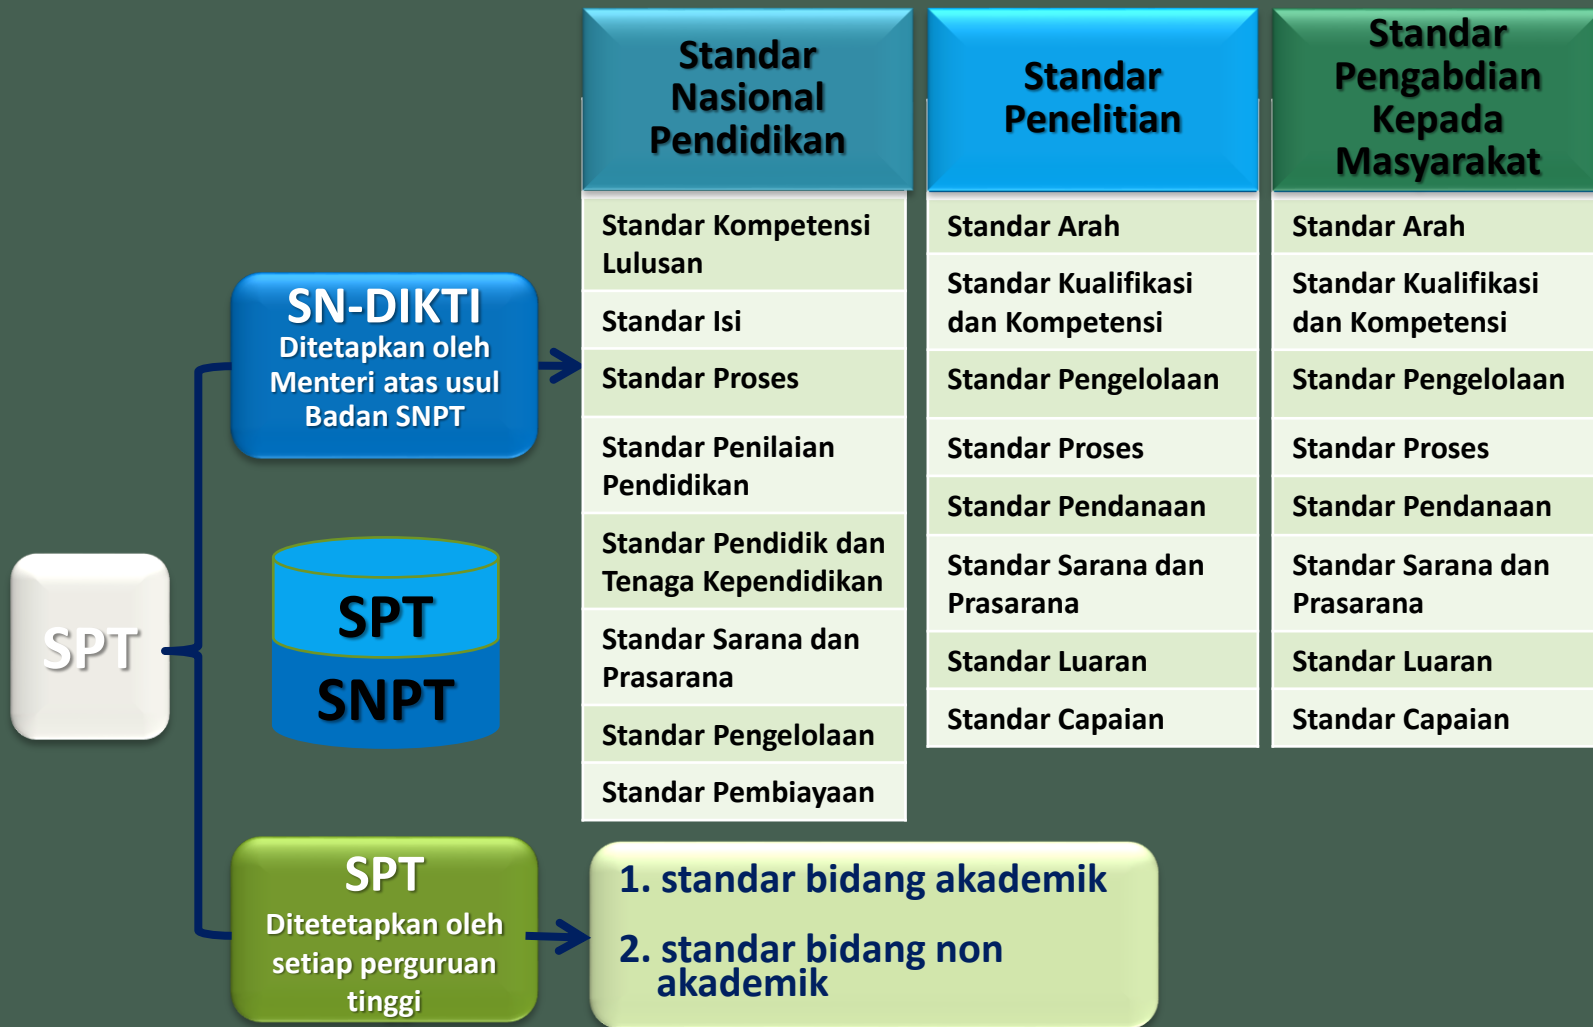 SPT
SN-DIKTI
Ditetapkan oleh
Menteri atas usul
Badan SNPT
SPT
SNPT
SPT
Ditetetapkan oleh
setiap perguruan
tinggi
Standar
Nasional
Pendidikan
Standar Kompetensi
Lulusan
Standar Isi
Standar Proses
Standar Penilaian
Pendidikan
Standar Pendidik dan
Tenaga Kependidikan
Standar Sarana dan
Prasarana
Standar Pengelolaan
Standar Pembiayaan
Standar
Penelitian
Standar Arah
Standar Kualifikasi
dan Kompetensi
Standar Pengelolaan
Standar Proses
Standar Pendanaan
Standar Sarana dan
Prasarana
Standar Luaran
Standar Capaian
Standar
Pengabdian
Kepada
Masyarakat
Standar Arah
Standar Kualifikasi
dan Kompetensi
Standar Pengelolaan
Standar Proses
Standar Pendanaan
Standar Sarana dan
Prasarana
Standar Luaran
Standar Capaian
1. standar bidang akademik
2. standar bidang non
akademik